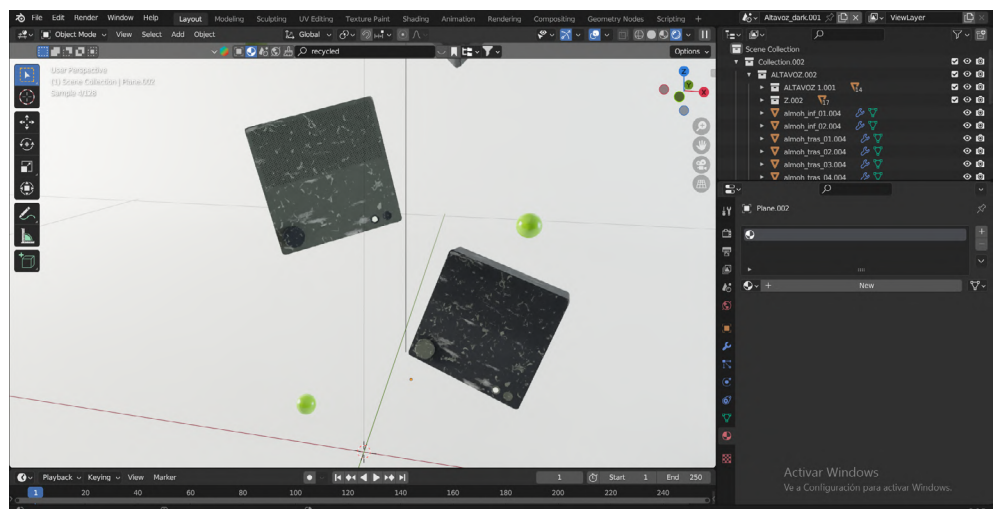 File Edit Render Window Help Layout Modeling Sculpting UV Editing Texture Paint Shading Animation Rendering Compositing Geometry Nodes Scripting + Altavoz_dark.001 ViewLayer
Object Mode View Select Add Object Global
recycled Options
User Perspective
(1) Scene Collection | Plane.002
Sample 4/128
Z
Y
X
Scene Collection
Collection.002
ALTAVOZ.002
ALTAVOZ 1.001 14
Z.002 17
almoh_inf_01.004
almoh_inf_02.004
almoh_tras_01.004
almoh_tras_02.004
almoh_tras_03.004
almoh_tras_04.004
Plane.002
+ New
Playback Keying View Marker 1 Start 1 End 250
1 20 40 60 80 100 120 140 160 180 200 220 240
Activar Windows
Ve a Configuración para activar Windows.